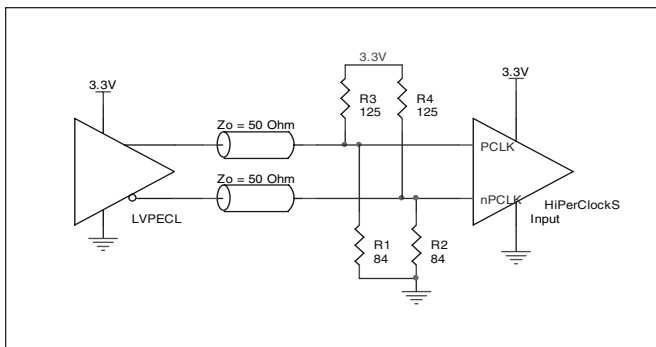 3.3V
3.3V
3.3V
R3
125
R4
125
Zo = 50 Ohm
PCLK
Zo = 50 Ohm
nPCLK
HiPerClockS
Input
LVPECL
R1
84
R2
84